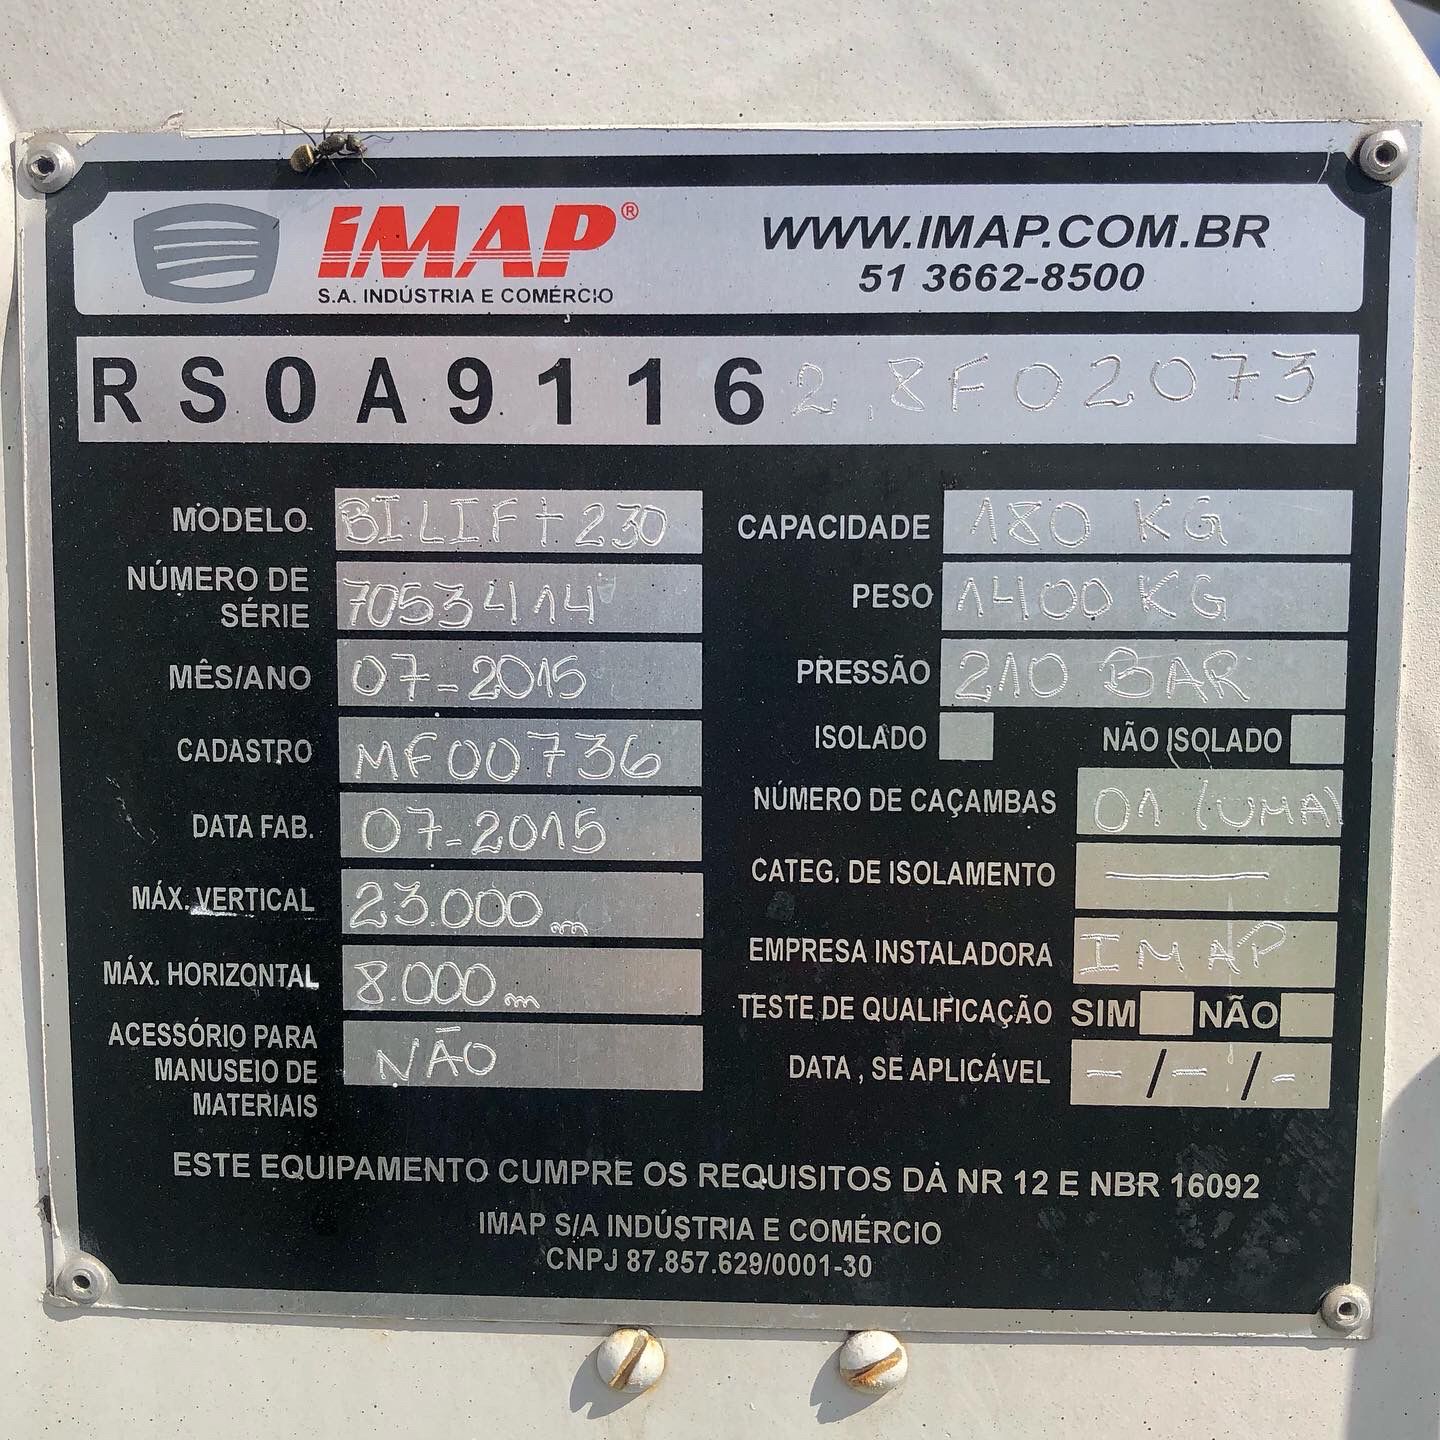 IMAP®
S.A. INDÚSTRIA E COMÉRCIO
WWW.IMAP.COM.BR
51 3662-8500
RS0A9116 2.8F02073
MODELO. BILIFt 230
NÚMERO DE SÉRIE 7053414
MÊS/ANO 07-2015
CADASTRO MF00736
DATA FAB. 07-2015
MÁX. VERTICAL 23.000m
MÁX. HORIZONTAL 8.000m
ACESSÓRIO PARA MANUSEIO DE MATERIAIS NÃO
CAPACIDADE 180 KG
PESO 1400 KG
PRESSÃO 210 BAR
ISOLADO NÃO ISOLADO
NÚMERO DE CAÇAMBAS 01 (UMA)
CATEG. DE ISOLAMENTO —
EMPRESA INSTALADORA IMAP
TESTE DE QUALIFICAÇÃO SIM NÃO
DATA , SE APLICÁVEL - / - / -
ESTE EQUIPAMENTO CUMPRE OS REQUISITOS DA NR 12 E NBR 16092
IMAP S/A INDÚSTRIA E COMÉRCIO
CNPJ 87.857.629/0001-30